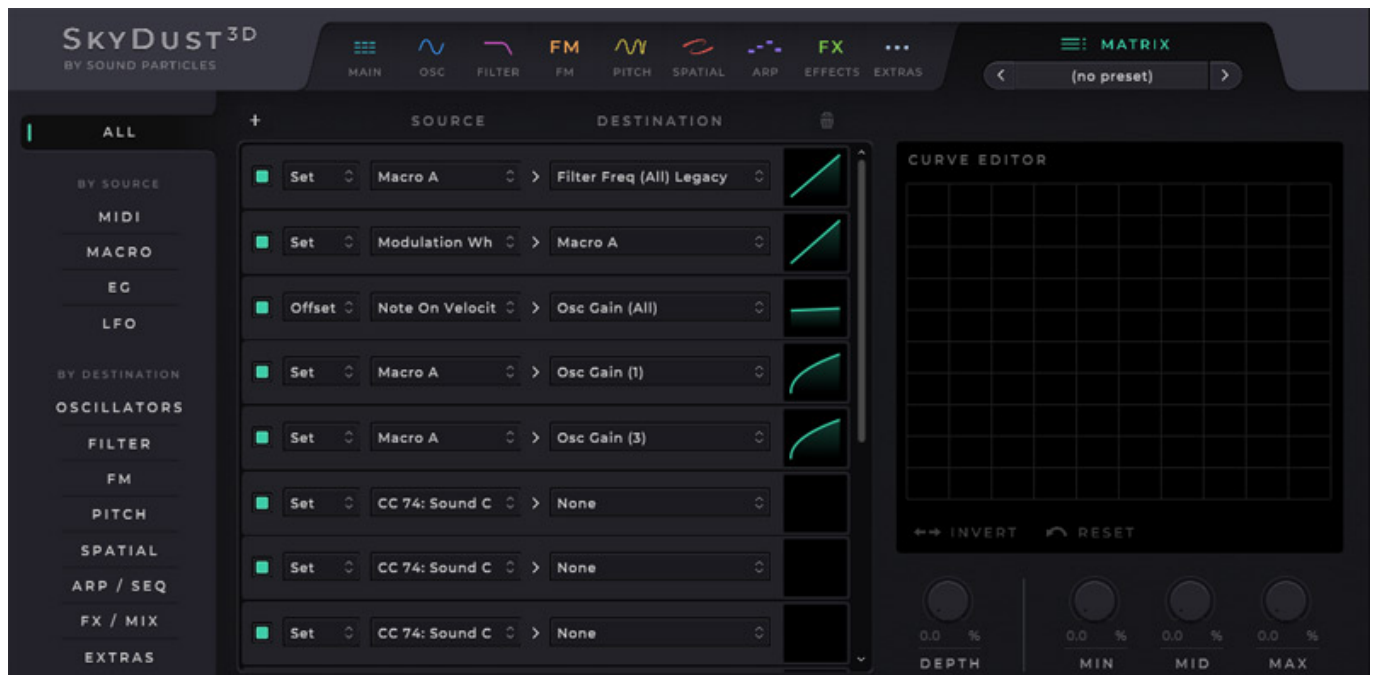 SKYDUST 3D
BY SOUND PARTICLES
MAIN OSC FILTER FM FM PITCH SPATIAL ARP FX EFFECTS EXTRAS
MATRIX
(no preset)
ALL
BY SOURCE
MIDI
MACRO
EG
LFO
BY DESTINATION
OSCILLATORS
FILTER
FM
PITCH
SPATIAL
ARP / SEQ
FX / MIX
EXTRAS
+ SOURCE DESTINATION
Set Macro A > Filter Freq (All) Legacy
Set Modulation Wh > Macro A
Offset Note On Velocit > Osc Gain (All)
Set Macro A > Osc Gain (1)
Set Macro A > Osc Gain (3)
Set CC 74: Sound C > None
Set CC 74: Sound C > None
Set CC 74: Sound C > None
CURVE EDITOR
INVERT RESET
0.0 % 0.0 % 0.0 % 0.0 %
DEPTH MIN MID MAX